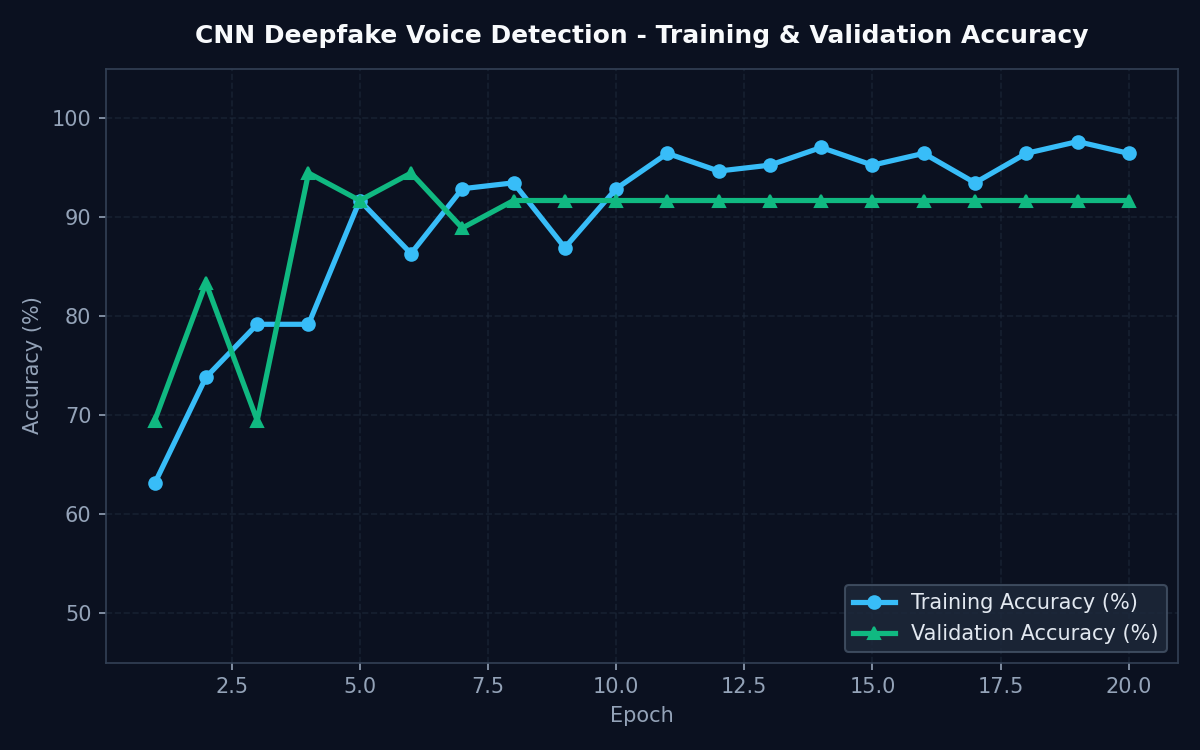 CNN Deepfake Voice Detection - Training & Validation Accuracy
Accuracy (%)
100
90
80
70
60
50
Training Accuracy (%)
Validation Accuracy (%)
2.5 5.0 7.5 10.0 12.5 15.0 17.5 20.0
Epoch